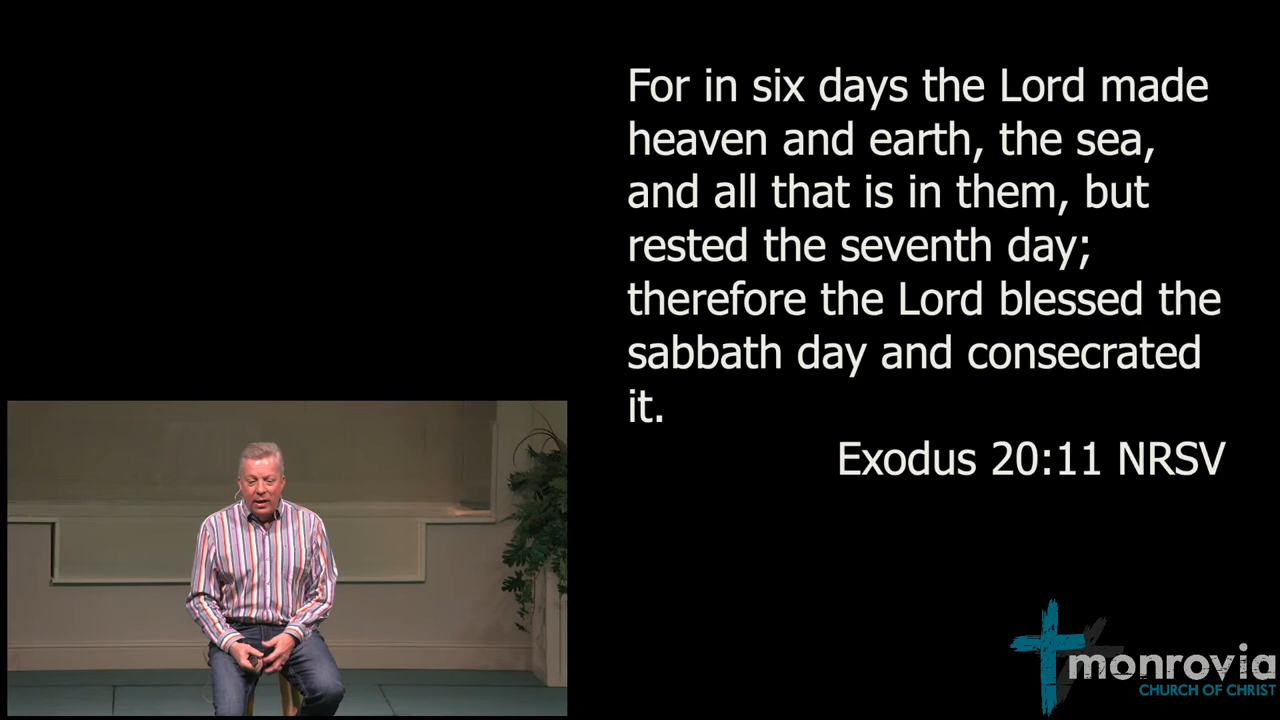 For in six days the Lord made
heaven and earth, the sea,
and all that is in them, but
rested the seventh day;
therefore the Lord blessed the
sabbath day and consecrated
it.
Exodus 20:11 NRSV
monrovia
CHURCH OF CHRIST